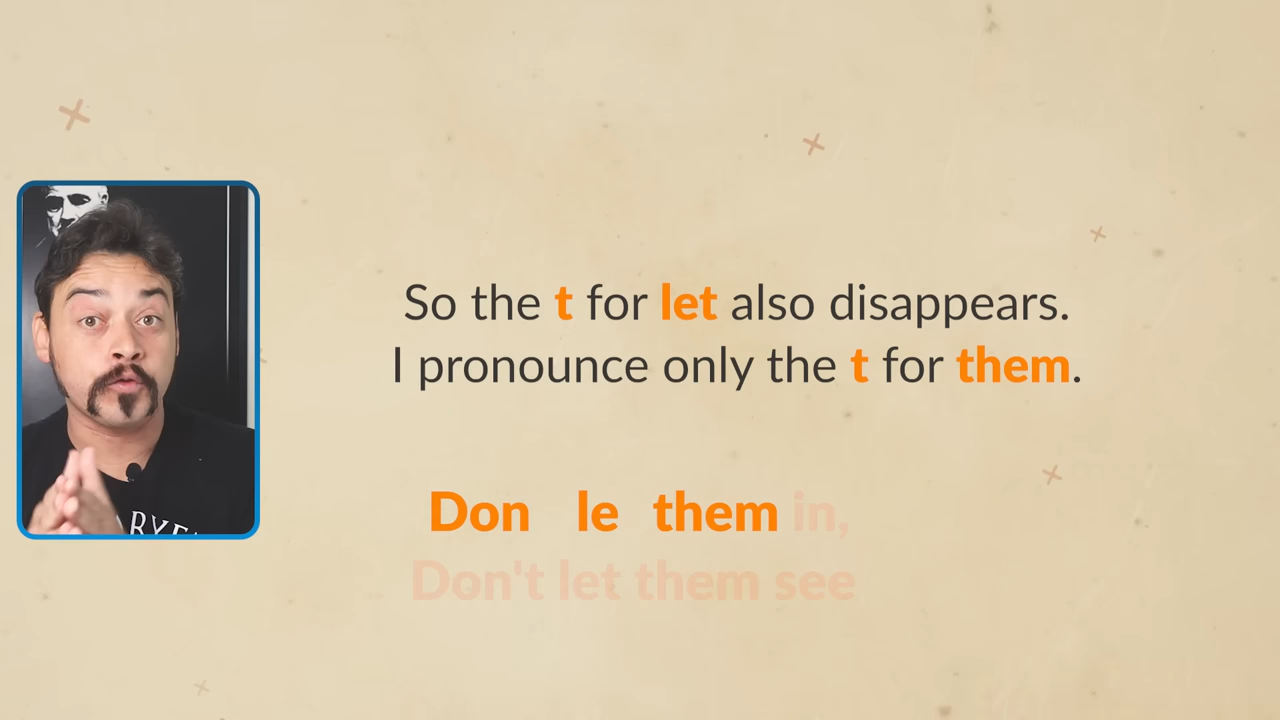 So the t for let also disappears.
I pronounce only the t for them.
Don le them in,
Don't let them see